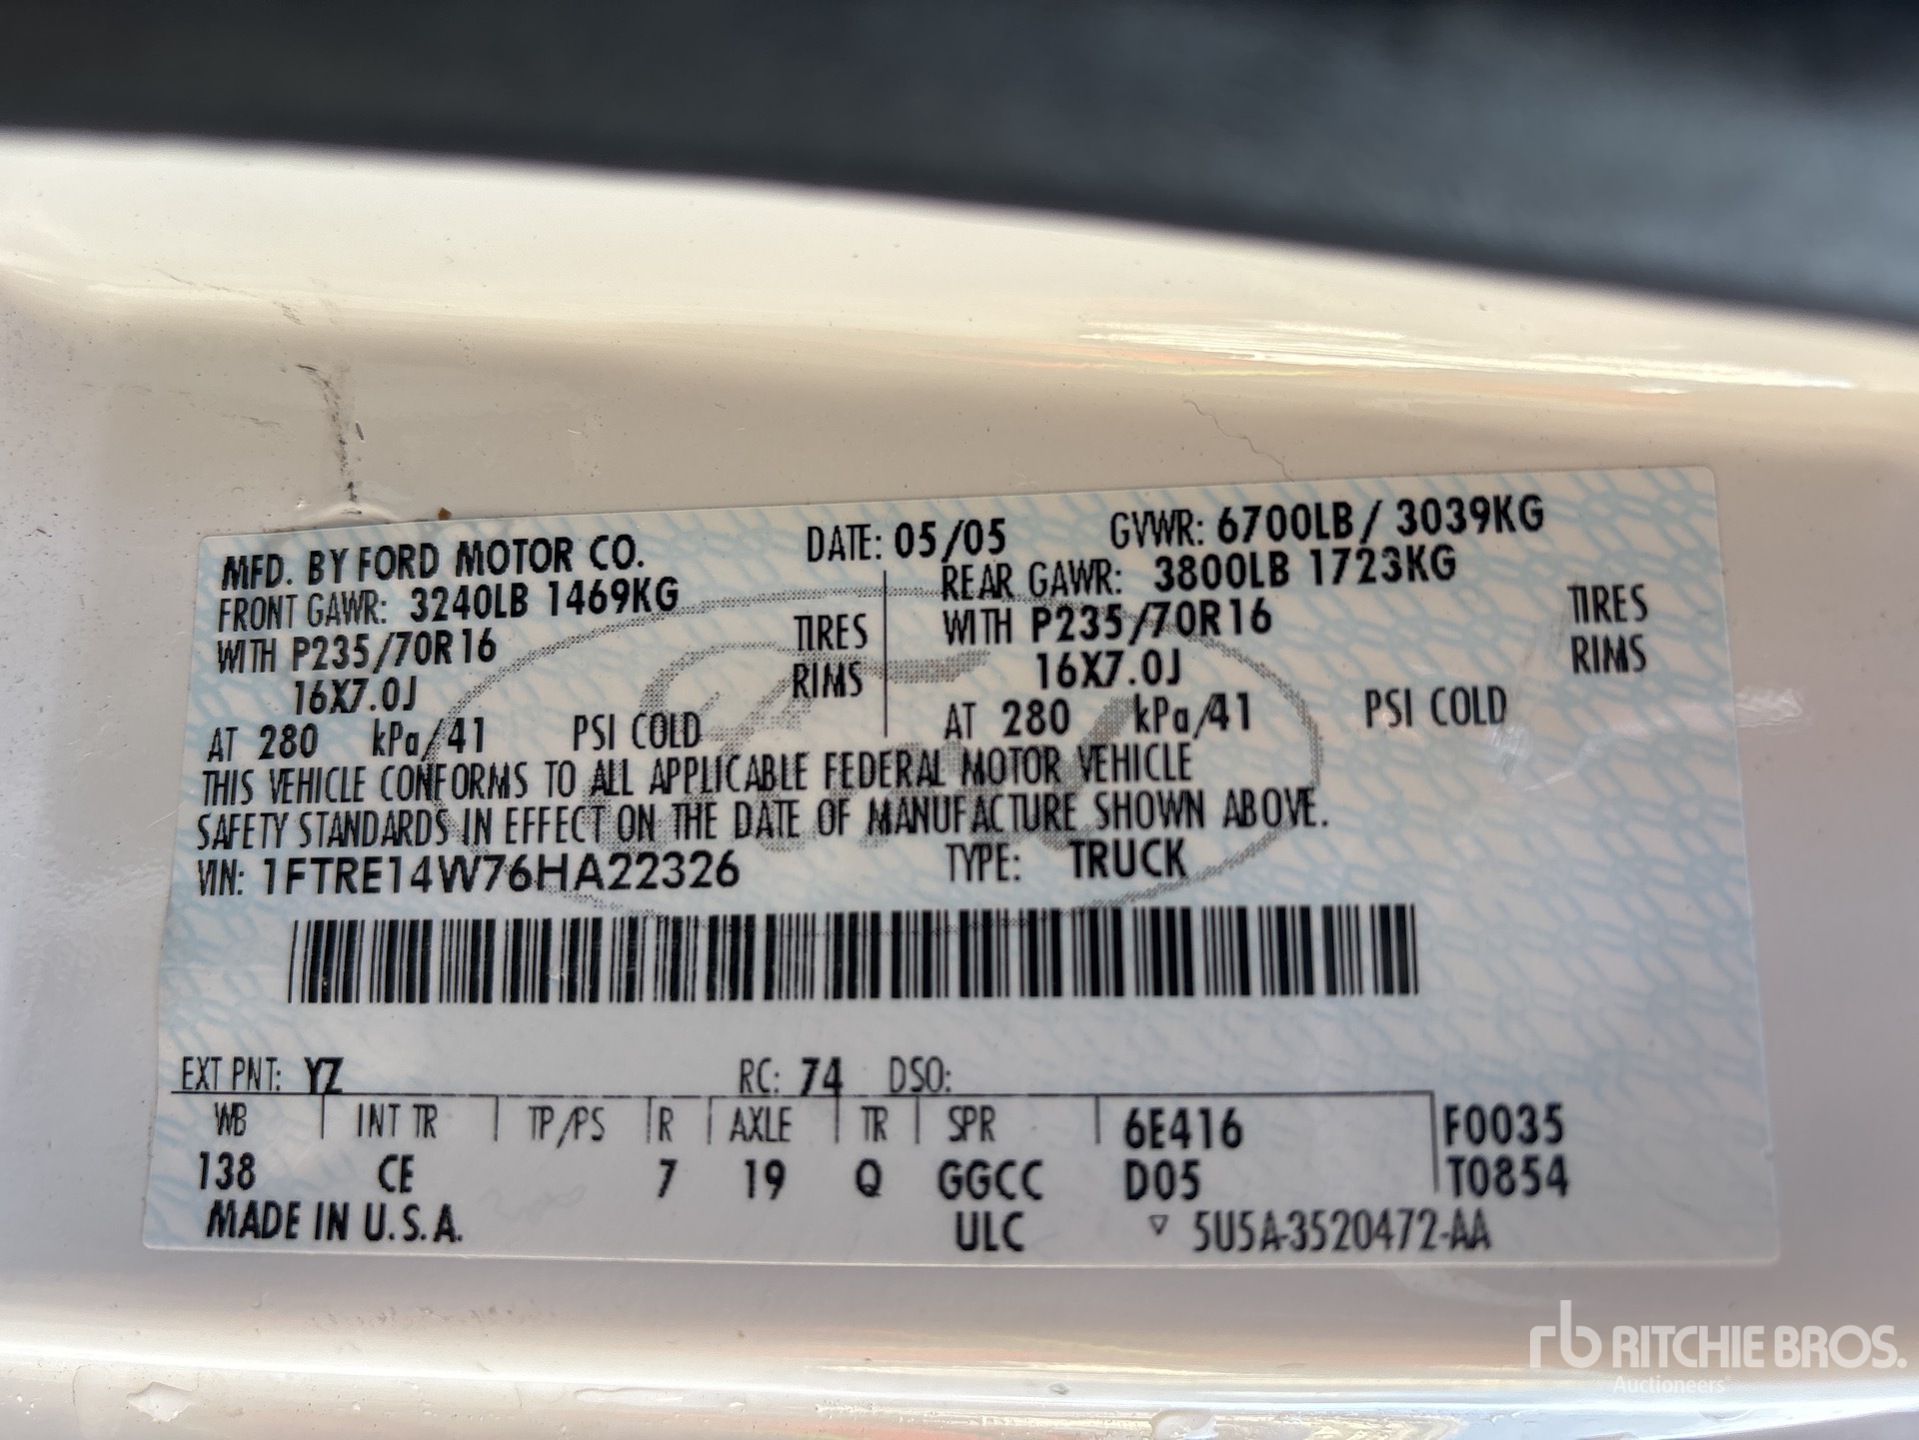 MFD. BY FORD MOTOR CO. DATE: 05/05 GVWR: 6700LB / 3039KG
FRONT GAWR: 3240LB 1469KG REAR GAWR: 3800LB 1723KG
WITH P235/70R16 TIRES WITH P235/70R16 TIRES
16X7.0J RIMS 16X7.0J RIMS
AT 280 kPa/41 PSI COLD AT 280 kPa/41 PSI COLD
THIS VEHICLE CONFORMS TO ALL APPLICABLE FEDERAL MOTOR VEHICLE
SAFETY STANDARDS IN EFFECT ON THE DATE OF MANUFACTURE SHOWN ABOVE.
VIN: 1FTRE14W76HA22326 TYPE: TRUCK
EXT PNT: YZ RC: 74 DSO:
WB INT TR TP/PS R AXLE TR SPR 6E416 F0035
138 CE 7 19 Q GGCC D05 T0854
MADE IN U.S.A. ULC ▽ 5U5A-3520472-AA
rb RITCHIE BROS.
Auctioneers